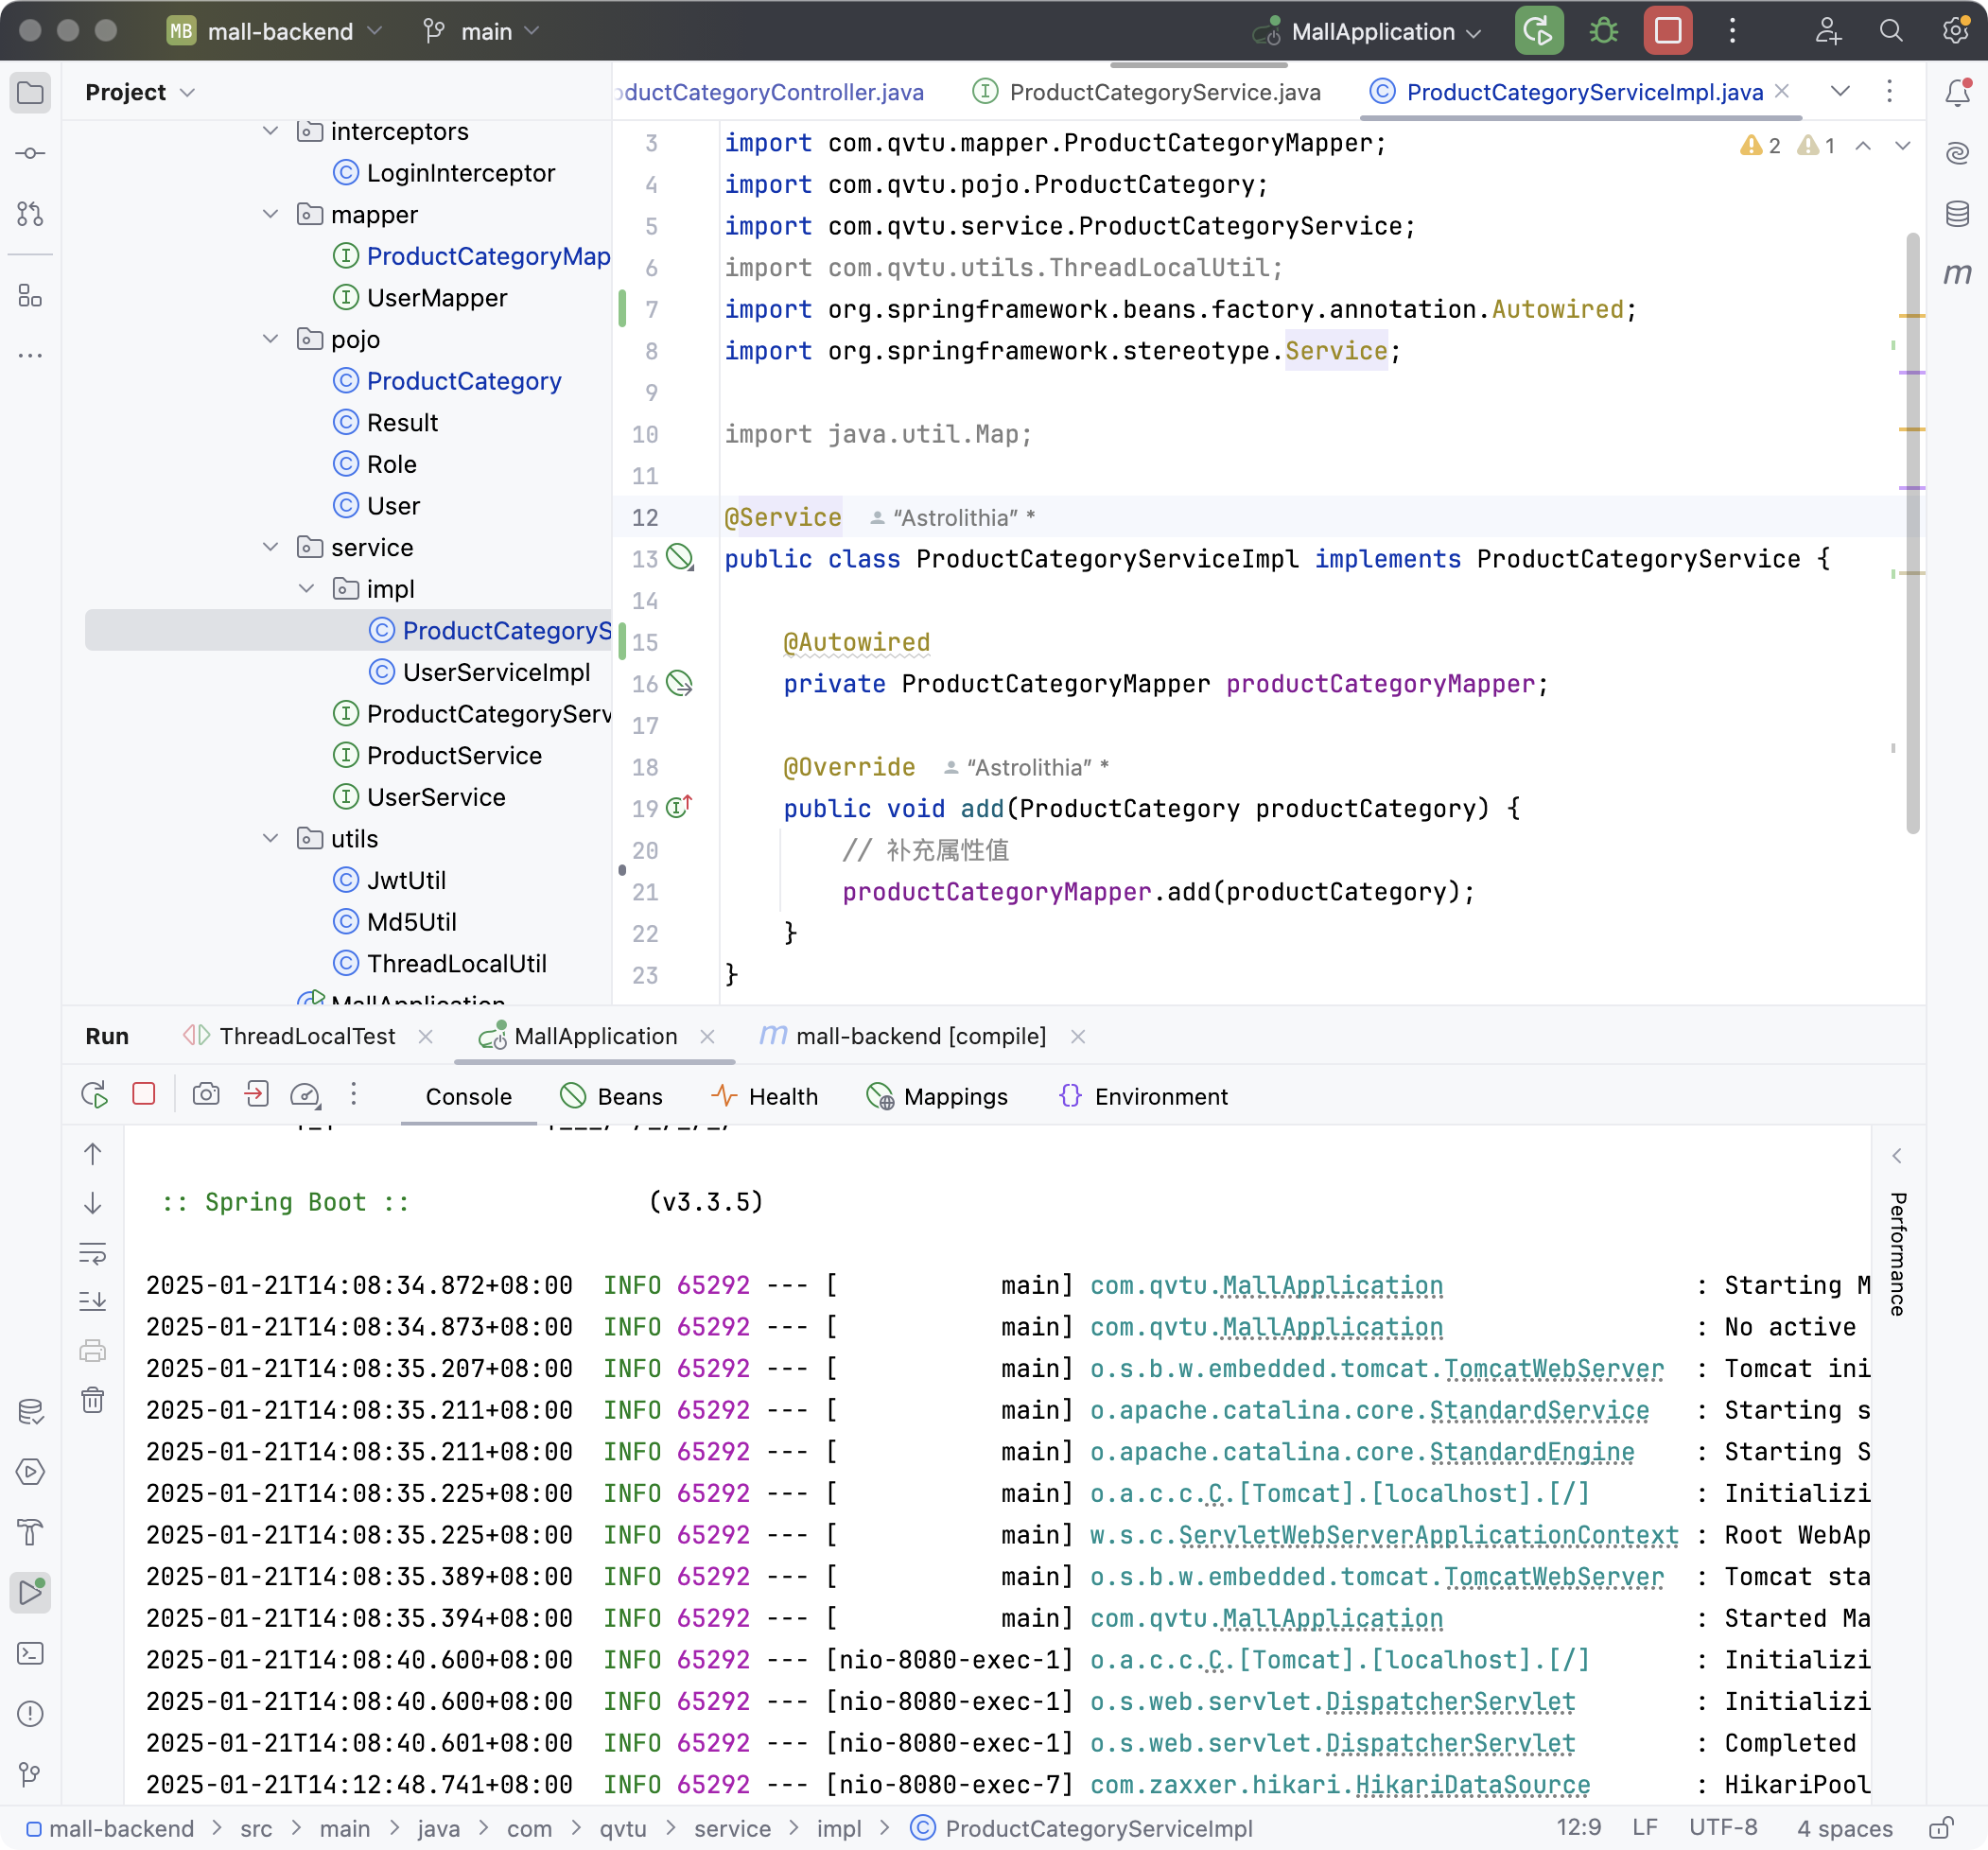 MB mall-backend main MallApplication
Project
interceptors
LoginInterceptor
mapper
ProductCategoryMap
UserMapper
pojo
ProductCategory
Result
Role
User
service
impl
ProductCategoryS
UserServiceImpl
ProductCategoryServ
ProductService
UserService
utils
JwtUtil
Md5Util
ThreadLocalUtil
MallApplication
ductCategoryController.java ProductCategoryService.java ProductCategoryServiceImpl.java
2 1
3 import com.qvtu.mapper.ProductCategoryMapper;
4 import com.qvtu.pojo.ProductCategory;
5 import com.qvtu.service.ProductCategoryService;
6 import com.qvtu.utils.ThreadLocalUtil;
7 import org.springframework.beans.factory.annotation.Autowired;
8 import org.springframework.stereotype.Service;
9
10 import java.util.Map;
11
12 @Service “Astrolithia” *
13 public class ProductCategoryServiceImpl implements ProductCategoryService {
14
15 @Autowired
16 private ProductCategoryMapper productCategoryMapper;
17
18 @Override “Astrolithia” *
19 public void add(ProductCategory productCategory) {
20 // 补充属性值
21 productCategoryMapper.add(productCategory);
22 }
23 }
Run ThreadLocalTest MallApplication mall-backend [compile]
Console Beans Health Mappings Environment
:: Spring Boot :: (v3.3.5)
2025-01-21T14:08:34.872+08:00 INFO 65292 --- [ main] com.qvtu.MallApplication : Starting M
2025-01-21T14:08:34.873+08:00 INFO 65292 --- [ main] com.qvtu.MallApplication : No active
2025-01-21T14:08:35.207+08:00 INFO 65292 --- [ main] o.s.b.w.embedded.tomcat.TomcatWebServer : Tomcat ini
2025-01-21T14:08:35.211+08:00 INFO 65292 --- [ main] o.apache.catalina.core.StandardService : Starting s
2025-01-21T14:08:35.211+08:00 INFO 65292 --- [ main] o.apache.catalina.core.StandardEngine : Starting S
2025-01-21T14:08:35.225+08:00 INFO 65292 --- [ main] o.a.c.c.C.[Tomcat].[localhost].[/] : Initializi
2025-01-21T14:08:35.225+08:00 INFO 65292 --- [ main] w.s.c.ServletWebServerApplicationContext : Root WebAp
2025-01-21T14:08:35.389+08:00 INFO 65292 --- [ main] o.s.b.w.embedded.tomcat.TomcatWebServer : Tomcat sta
2025-01-21T14:08:35.394+08:00 INFO 65292 --- [ main] com.qvtu.MallApplication : Started Ma
2025-01-21T14:08:40.600+08:00 INFO 65292 --- [nio-8080-exec-1] o.a.c.c.C.[Tomcat].[localhost].[/] : Initializi
2025-01-21T14:08:40.600+08:00 INFO 65292 --- [nio-8080-exec-1] o.s.web.servlet.DispatcherServlet : Initializi
2025-01-21T14:08:40.601+08:00 INFO 65292 --- [nio-8080-exec-1] o.s.web.servlet.DispatcherServlet : Completed
2025-01-21T14:12:48.741+08:00 INFO 65292 --- [nio-8080-exec-7] com.zaxxer.hikari.HikariDataSource : HikariPool
Performance
mall-backend > src > main > java > com > qvtu > service > impl > ProductCategoryServiceImpl 12:9 LF UTF-8 4 spaces